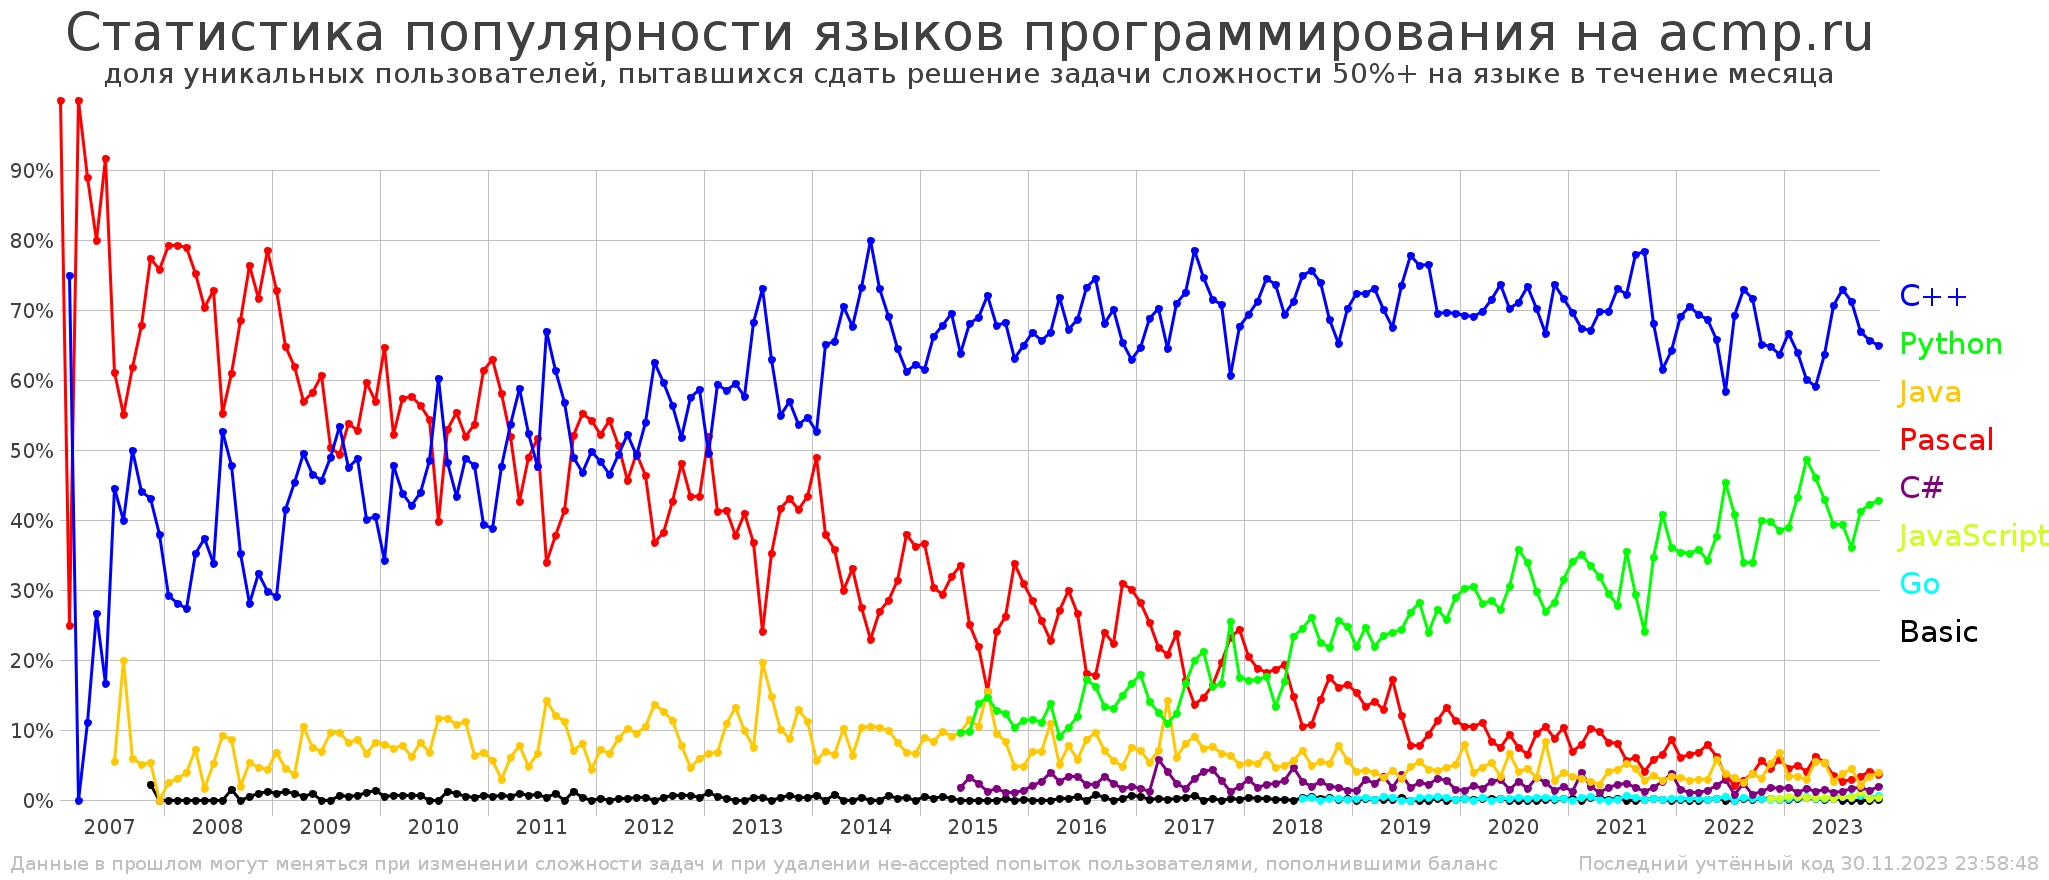 Статистика популярности языков программирования на acmp.ru
доля уникальных пользователей, пытавшихся сдать решение задачи сложности 50%+ на языке в течение месяца
90%
80%
70%
60%
50%
40%
30%
20%
10%
0%
C++
Python
Java
Pascal
C#
JavaScript
Go
Basic
2007 2008 2009 2010 2011 2012 2013 2014 2015 2016 2017 2018 2019 2020 2021 2022 2023
Данные в прошлом могут меняться при изменении сложности задач и при удалении не-accepted попыток пользователями, пополнившими баланс
Последний учтённый код 30.11.2023 23:58:48